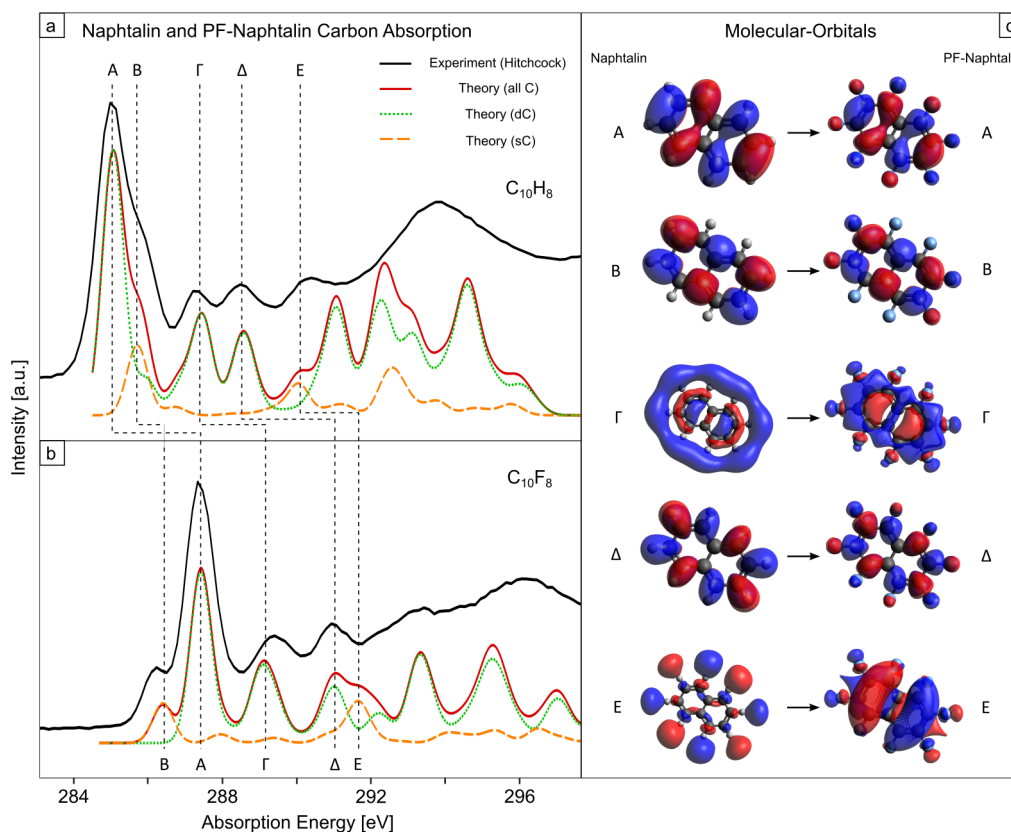 a
Naphtalin and PF-Naphtalin Carbon Absorption
A B Γ Δ E
Experiment (Hitchcock)
Theory (all C)
Theory (dC)
Theory (sC)
C₁₀H₈
b
C₁₀F₈
B A Γ Δ E
284 288 292 296
Absorption Energy [eV]
Intensity [a.u.]
Molecular-Orbitals
Naphtalin PF-Naphtal
A A
B B
Γ Γ
Δ Δ
E E